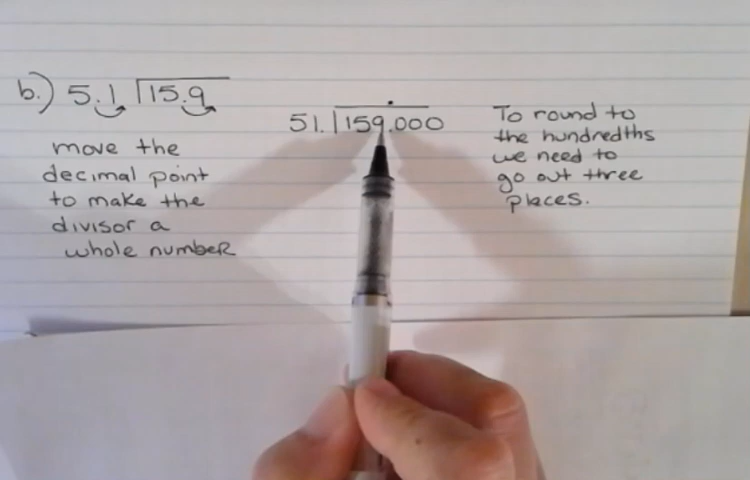 b.) 5.1 15.9
move the
decimal point
to make the
divisor a
whole number
.
51. 159.000
To round to
the hundredths
we need to
go out three
places.